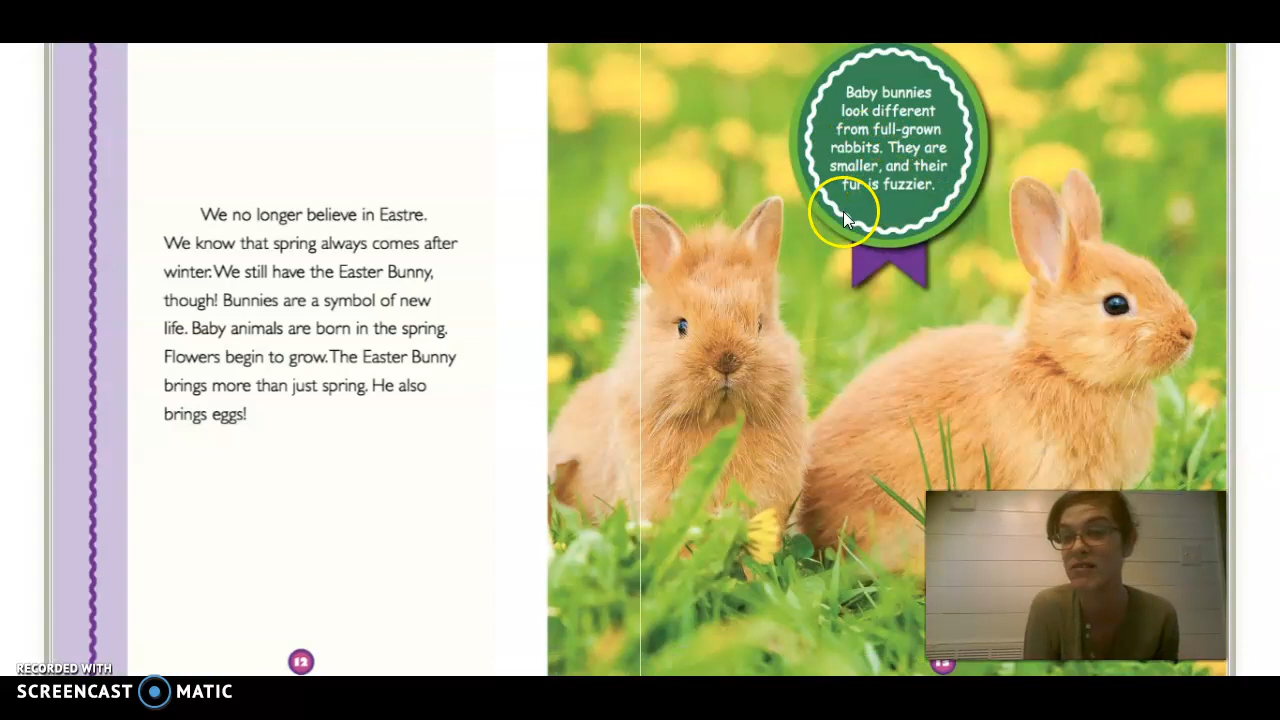 We no longer believe in Eastre.
We know that spring always comes after
winter. We still have the Easter Bunny,
though! Bunnies are a symbol of new
life. Baby animals are born in the spring.
Flowers begin to grow. The Easter Bunny
brings more than just spring. He also
brings eggs!
12
Baby bunnies
look different
from full-grown
rabbits. They are
smaller, and their
fur is fuzzier.
13
RECORDED WITH
SCREENCAST MATIC